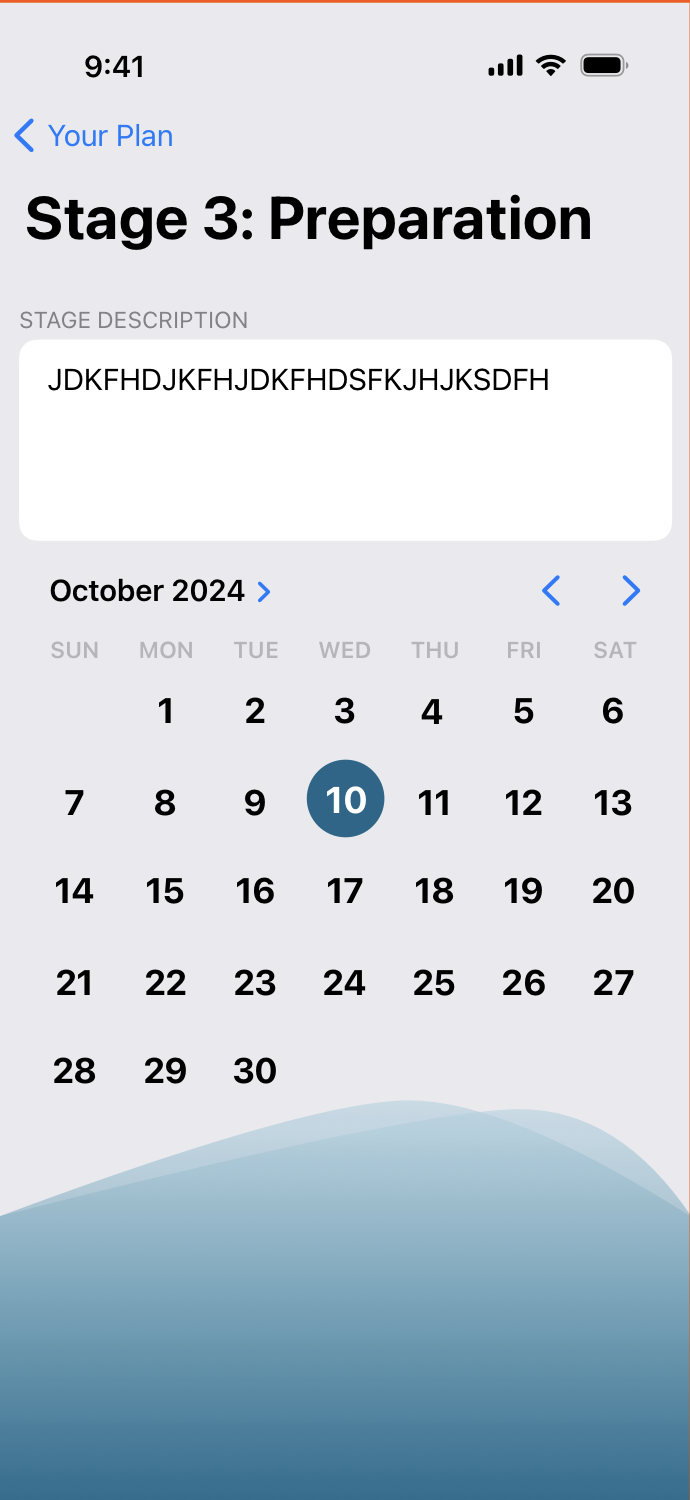 9:41
Your Plan
Stage 3: Preparation
STAGE DESCRIPTION
JDKFHDJKFHJDKFHDSFKJHJKSDFH
October 2024
SUN MON TUE WED THU FRI SAT
1 2 3 4 5 6
7 8 9 10 11 12 13
14 15 16 17 18 19 20
21 22 23 24 25 26 27
28 29 30